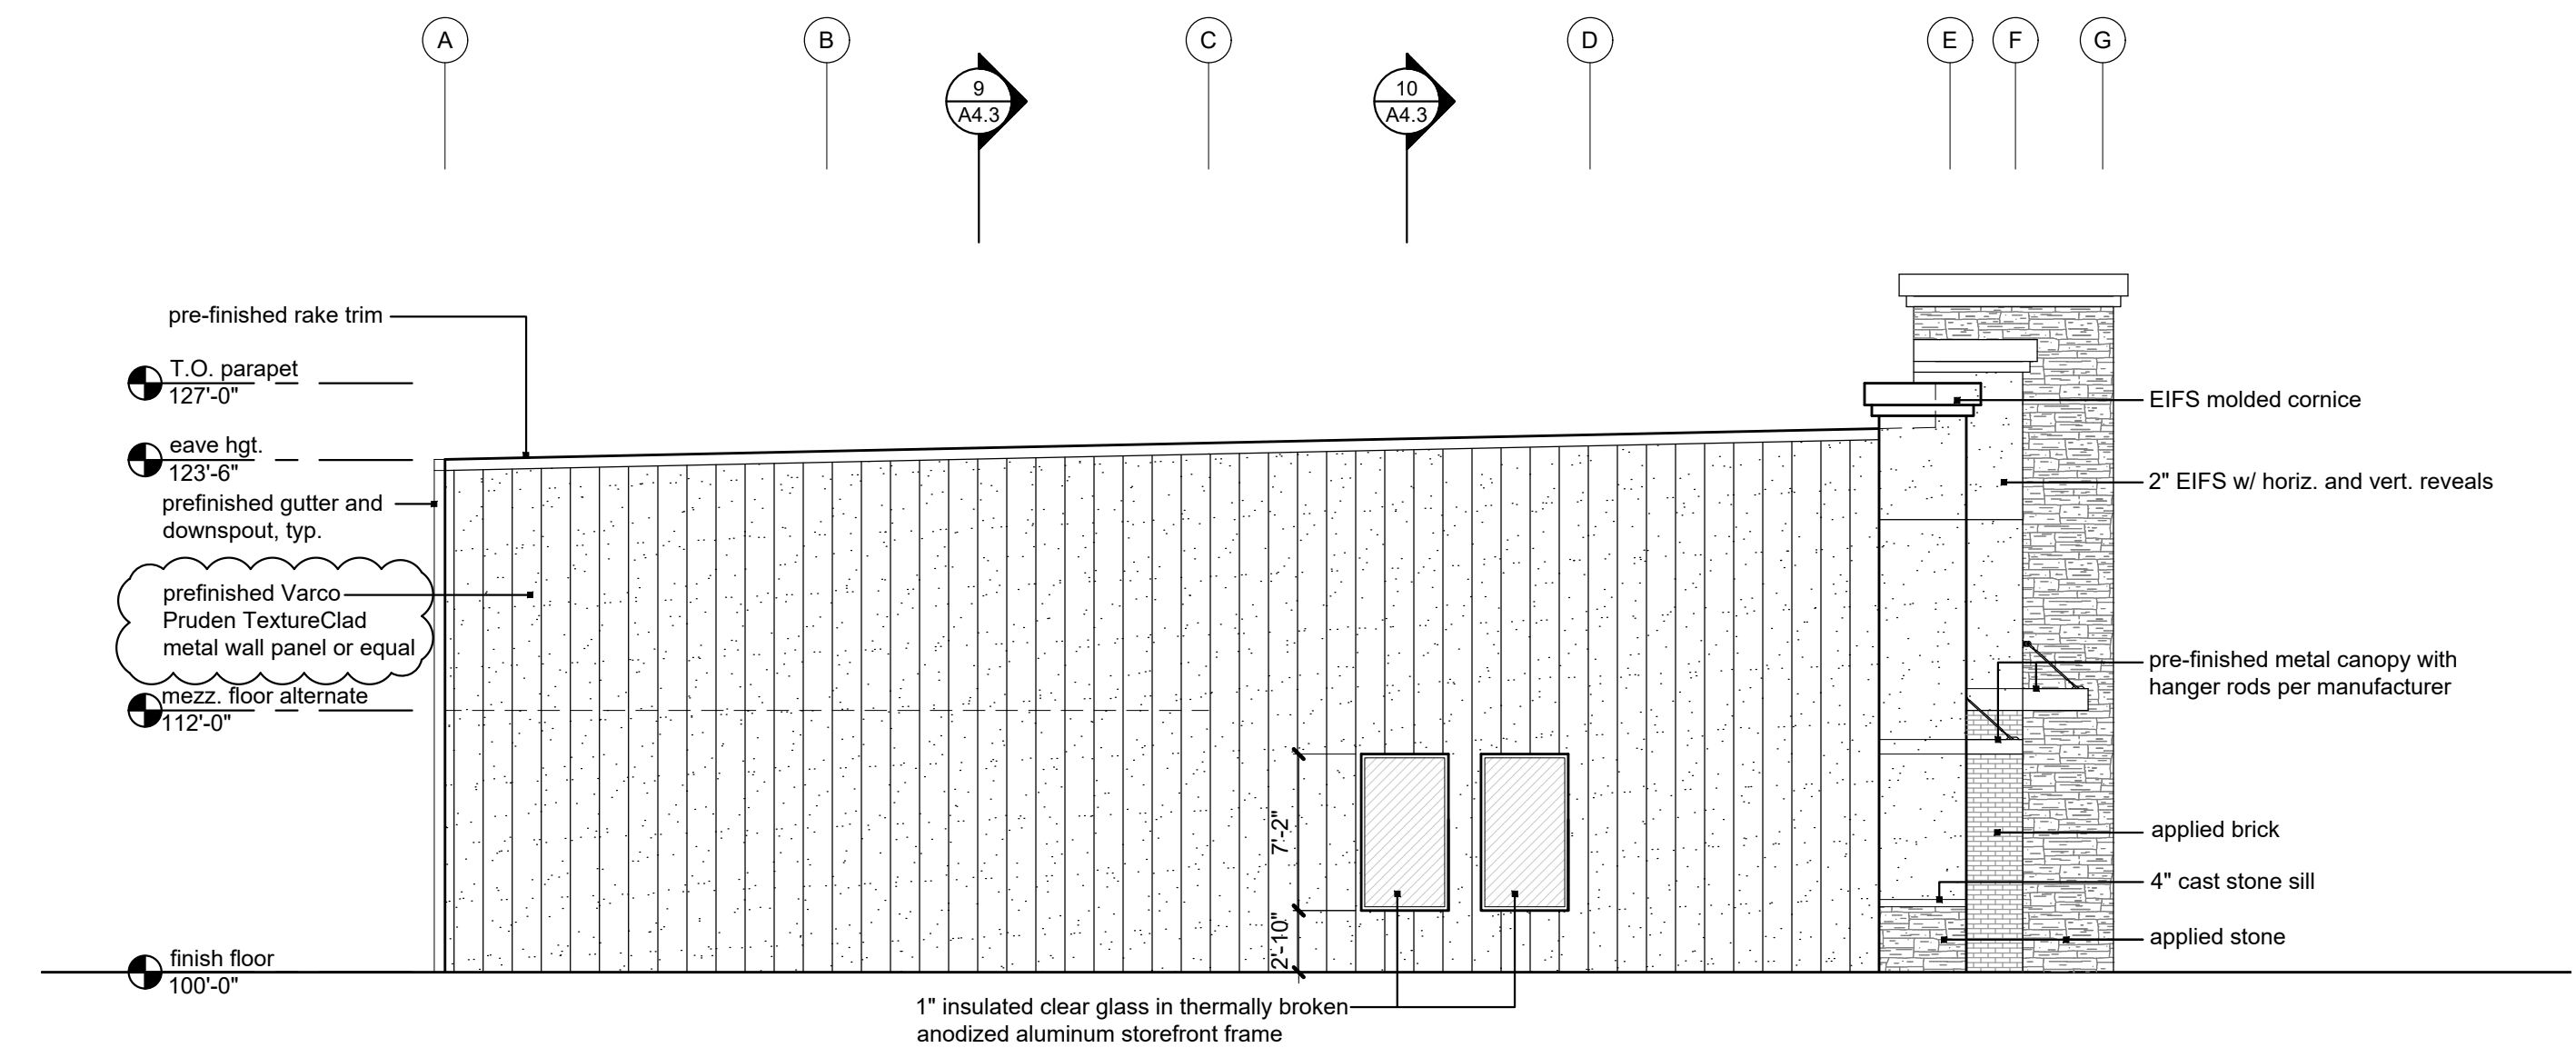 A
B
C
D
E
F
G
9
A4.3
10
A4.3
pre-finished rake trim
T.O. parapet
127'-0"
eave hgt.
123'-6"
prefinished gutter and
downspout, typ.
prefinished Varco
Pruden TextureClad
metal wall panel or equal
mezz. floor alternate
112'-0"
finish floor
100'-0"
7'-2"
2'-10"
1" insulated clear glass in thermally broken
anodized aluminum storefront frame
EIFS molded cornice
2" EIFS w/ horiz. and vert. reveals
pre-finished metal canopy with
hanger rods per manufacturer
applied brick
4" cast stone sill
applied stone